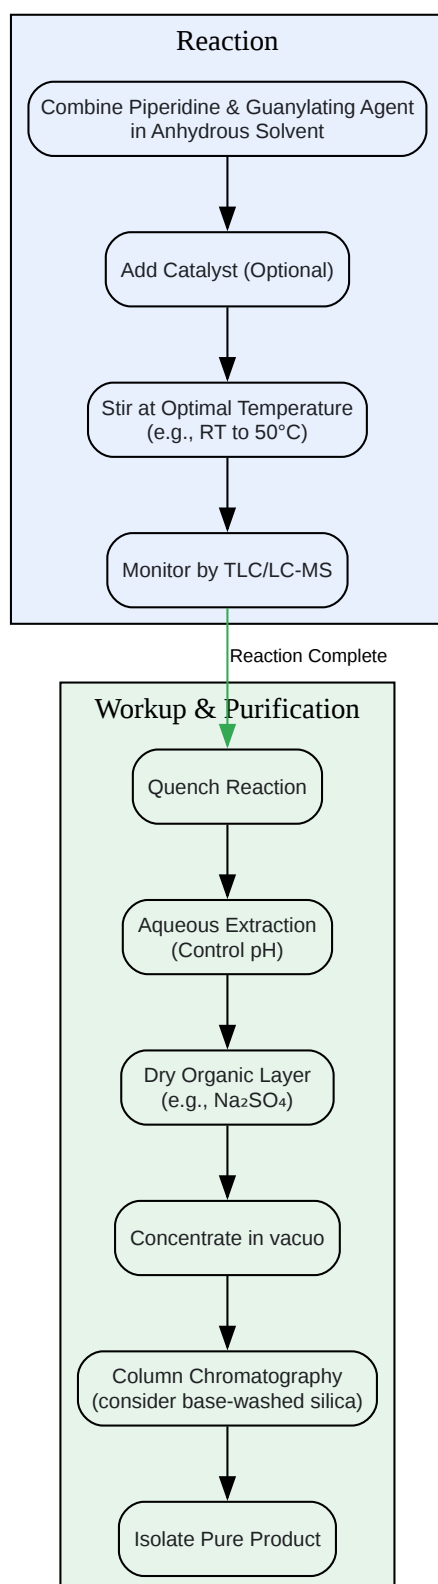 Reaction
Combine Piperidine & Guanylating Agent
in Anhydrous Solvent
Add Catalyst (Optional)
Stir at Optimal Temperature
(e.g., RT to 50°C)
Monitor by TLC/LC-MS
Reaction Complete
Workup & Purification
Quench Reaction
Aqueous Extraction
(Control pH)
Dry Organic Layer
(e.g., Na₂SO₄)
Concentrate in vacuo
Column Chromatography
(consider base-washed silica)
Isolate Pure Product